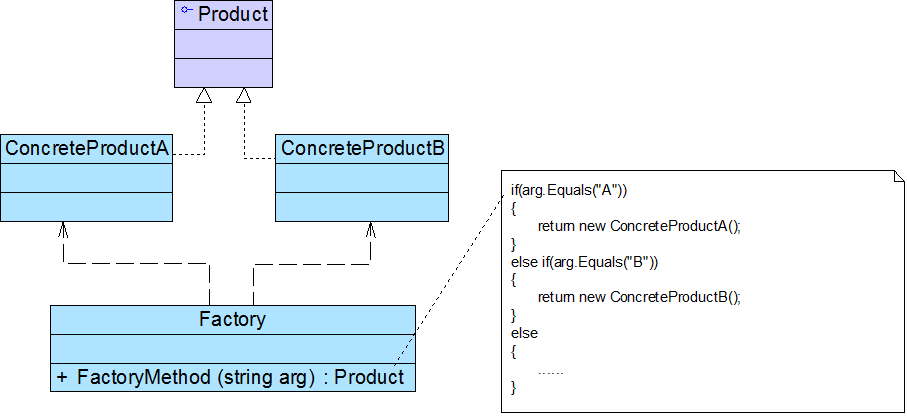 Product
ConcreteProductA
ConcreteProductB
Factory
+ FactoryMethod (string arg) : Product
if(arg.Equals("A"))
{
return new ConcreteProductA();
}
else if(arg.Equals("B"))
{
return new ConcreteProductB();
}
else
{
......
}